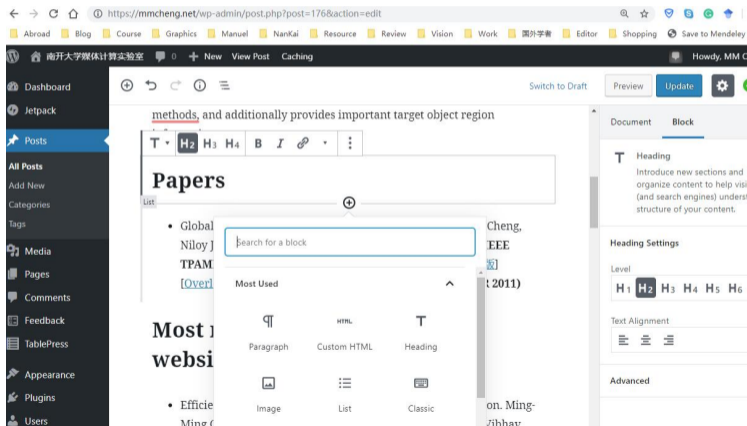 https://mmcheng.net/wp-admin/post.php?post=176&action=edit
Abroad Blog Course Graphics Manuel NanKai Resource Review Vision Work 国外学者 Editor Shopping Save to Mendeley
南开大学媒体计算实验室 0 New View Post Caching Howdy, MM C
Dashboard
Jetpack
Posts
All Posts
Add New
Categories
Tags
Media
Pages
Comments
Feedback
TablePress
Appearance
Plugins
Users
Switch to Draft Preview Update
methods, and additionally provides important target object region
H2 H3 H4 B I
Papers
List
Global
Cheng,
Niloy J
EEE
TPAM
[Overl
2011)
Search for a block
Most Used
Paragraph Custom HTML Heading
HTML
Image List Classic
Most
websi
Efficie
on. Ming-
Ming
Vibhav
Document Block
Heading
Introduce new sections and
organize content to help visi
(and search engines) underst
structure of your content.
Heading Settings
Level
H1 H2 H3 H4 H5 H6
Text Alignment
Advanced